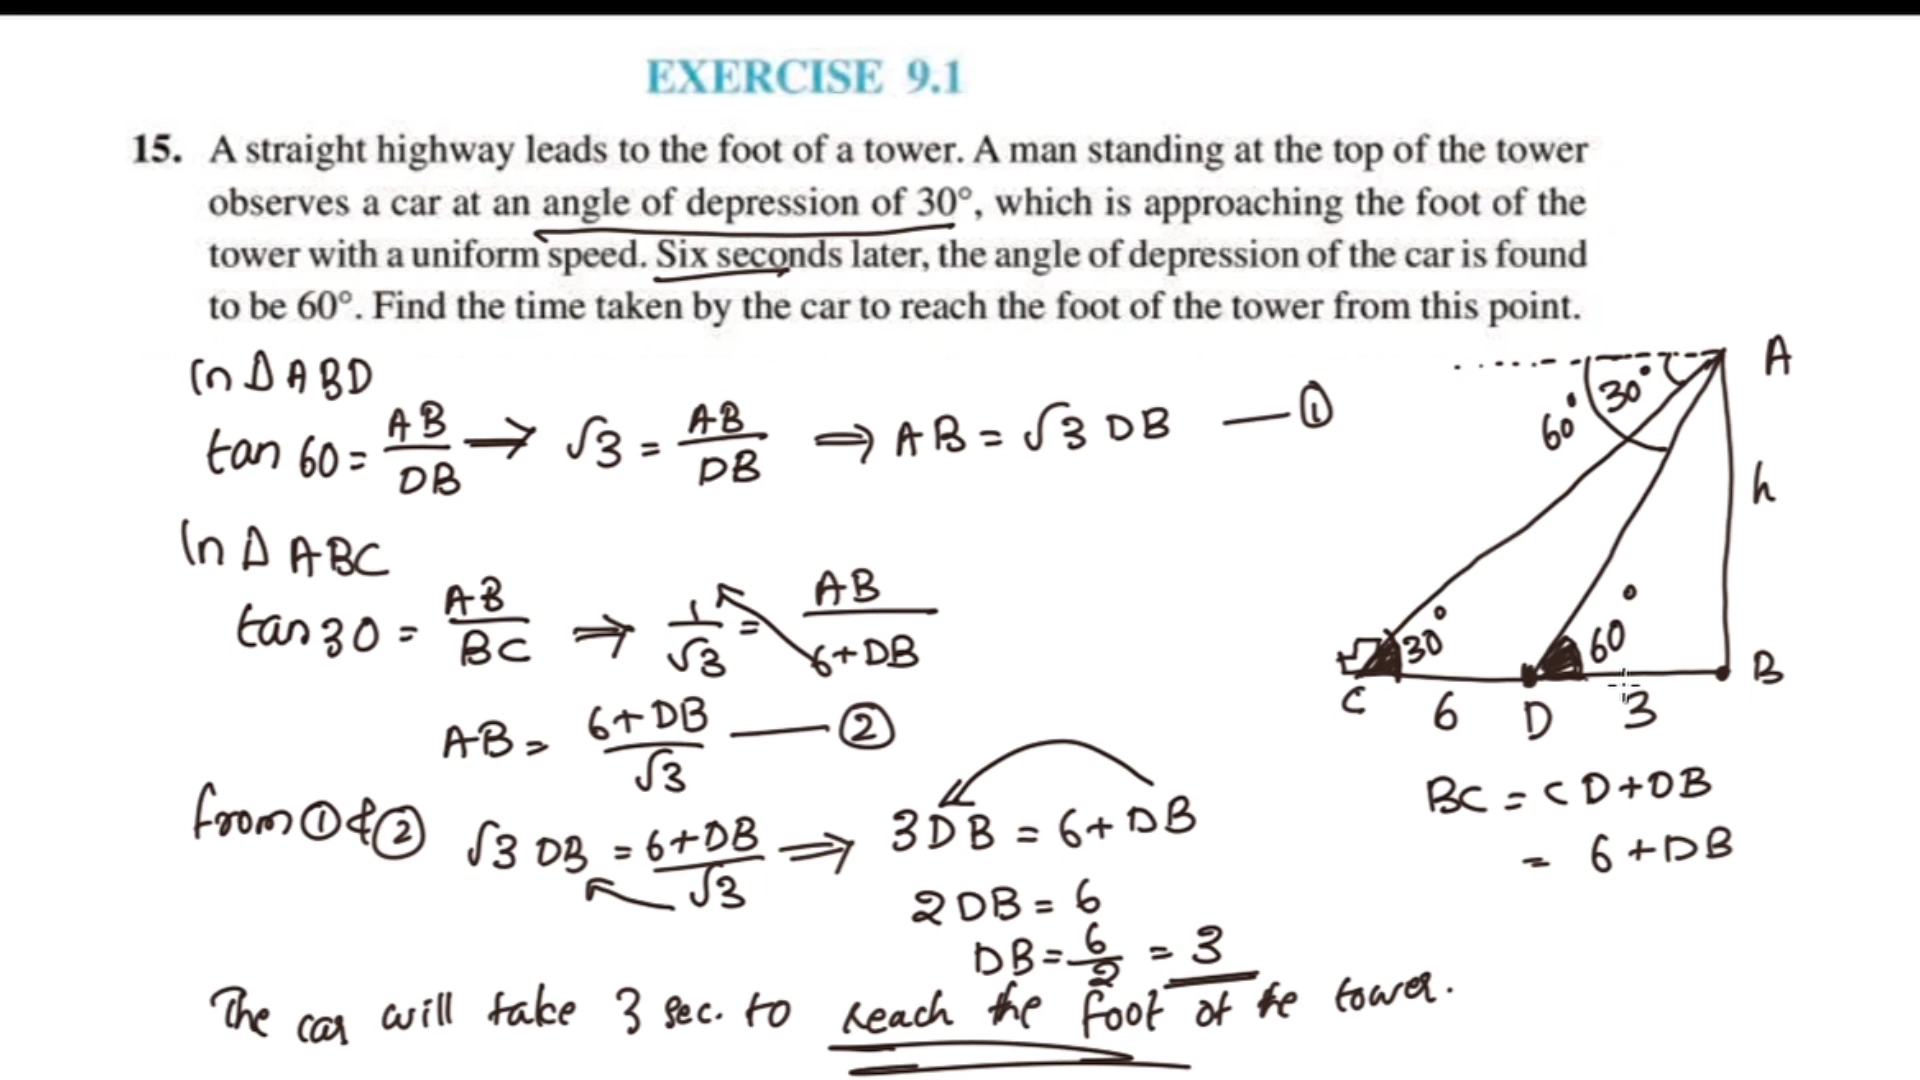 EXERCISE 9.1
15. A straight highway leads to the foot of a tower. A man standing at the top of the tower
observes a car at an angle of depression of 30°, which is approaching the foot of the
tower with a uniform speed. Six seconds later, the angle of depression of the car is found
to be 60°. Find the time taken by the car to reach the foot of the tower from this point.
In Δ ABD
tan 60 = AB/DB ⇒ √3 = AB/DB ⇒ AB = √3 DB — ①
In Δ ABC
tan 30 = AB/BC ⇒ 1/√3 = AB/6+DB
AB = 6+DB/√3 — ②
from ① & ② √3 DB = 6+DB/√3 ⇒ 3DB = 6+DB
2DB = 6
DB = 6/2 = 3
The car will take 3 sec. to reach the foot of the tower.
A
30°
60°
h
30°
60°
B
C
6
D
3
BC = CD+DB
= 6+DB